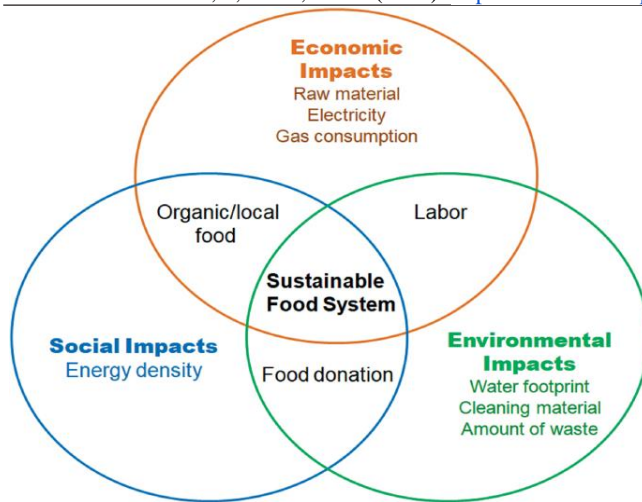 Economic
Impacts
Raw material
Electricity
Gas consumption
Organic/local
food
Labor
Sustainable
Food System
Social Impacts
Energy density
Environmental
Impacts
Water footprint
Cleaning material
Amount of waste
Food donation